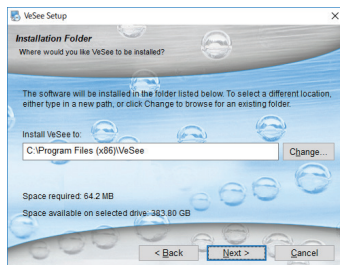 VeSee Setup
Installation Folder
Where would you like VeSee to be installed?
The software will be installed in the folder listed below. To select a different location,
either type in a new path, or click Change to browse for an existing folder.
Install VeSee to:
C:\Program Files (x86)\VeSee
Change...
Space required: 64.2 MB
Space available on selected drive: 383.80 GB
< Back
Next >
Cancel